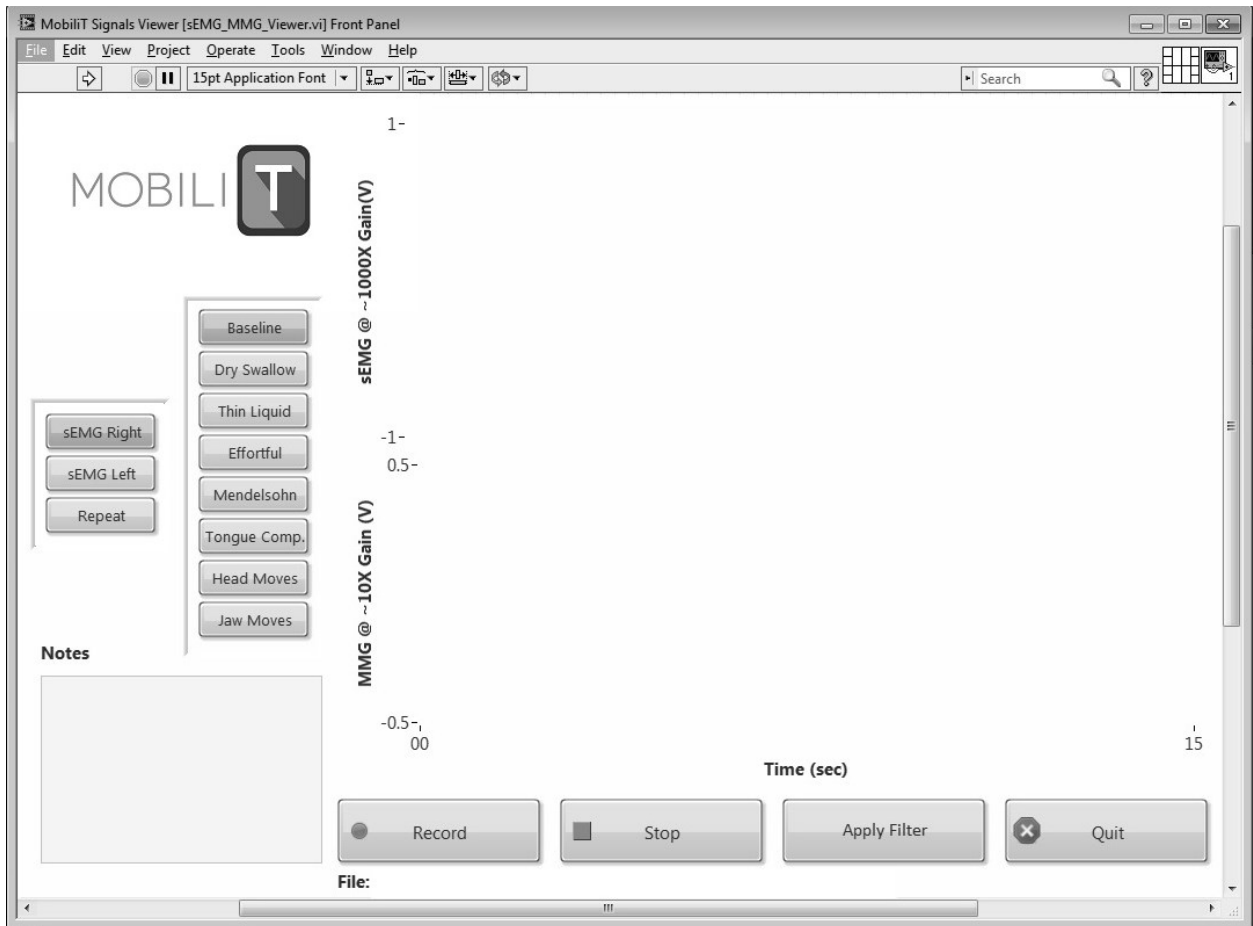 MobiliT Signals Viewer [sEMG_MMG_Viewer.vi] Front Panel
File Edit View Project Operate Tools Window Help
15pt Application Font
Search
1
MOBILI T
Baseline
Dry Swallow
Thin Liquid
Effortful
Mendelsohn
Tongue Comp.
Head Moves
Jaw Moves
sEMG Right
sEMG Left
Repeat
Notes
1
sEMG @ ~1000X Gain(V)
-1
0.5
MMG @ ~10X Gain (V)
-0.5
00
15
Time (sec)
Record
Stop
Apply Filter
Quit
File: